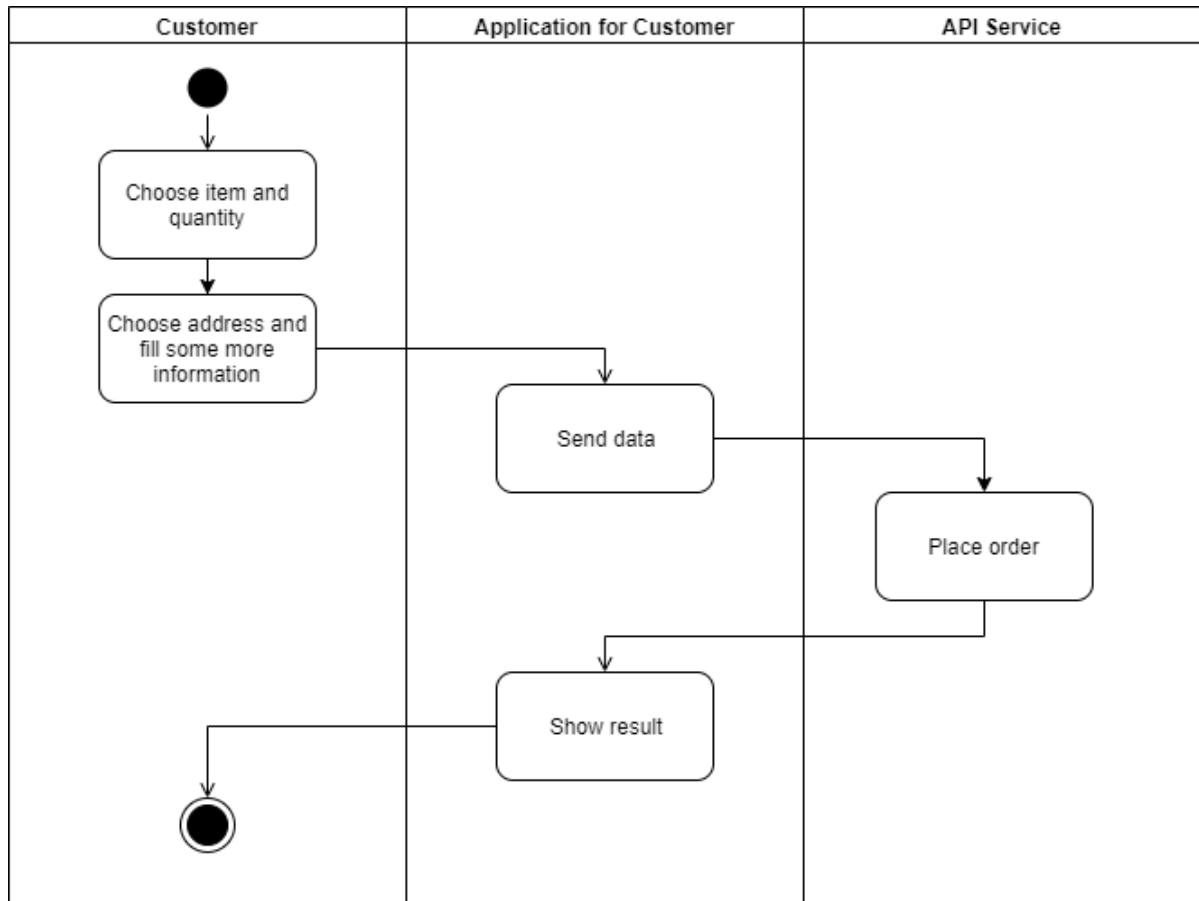 Customer
Application for Customer
API Service
Choose item and
quantity
Choose address and
fill some more
information
Send data
Place order
Show result